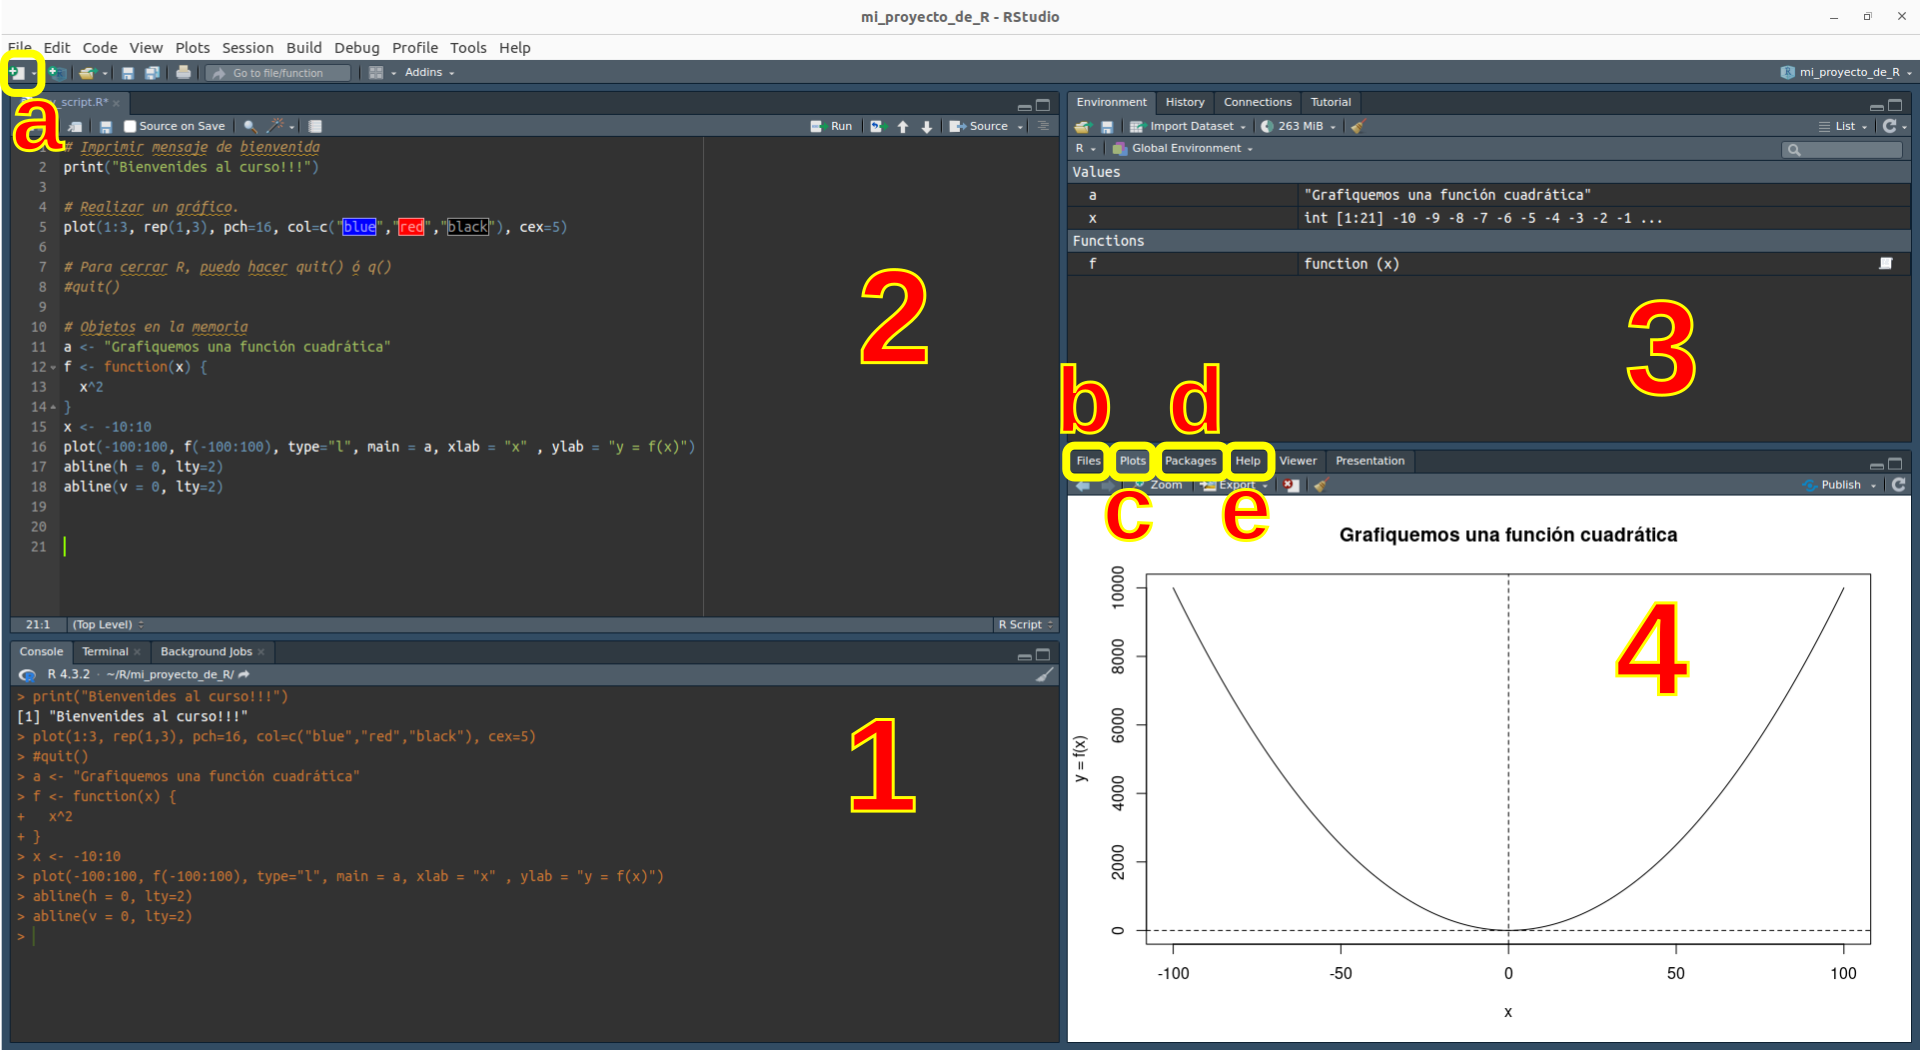 mi_proyecto_de_R - RStudio
File Edit Code View Plots Session Build Debug Profile Tools Help
Go to file/function Addins mi_proyecto_de_R
a
_script.R*
Source on Save Run Source
# Imprimir mensaje de bienvenida
2 print("Bienvenides al curso!!!")
3
4 # Realizar un gráfico.
5 plot(1:3, rep(1,3), pch=16, col=c("blue","red","black"), cex=5)
6
7 # Para cerrar R, puedo hacer quit() ó q()
8 #quit()
9
10 # Objetos en la memoria
11 a <- "Grafiquemos una función cuadrática"
12 f <- function(x) {
13 x^2
14 }
15 x <- -10:10
16 plot(-100:100, f(-100:100), type="l", main = a, xlab = "x" , ylab = "y = f(x)")
17 abline(h = 0, lty=2)
18 abline(v = 0, lty=2)
19
20
21
2
21:1 (Top Level) R Script
Console Terminal Background Jobs
R 4.3.2 · ~/R/mi_proyecto_de_R/
> print("Bienvenides al curso!!!")
[1] "Bienvenides al curso!!!"
> plot(1:3, rep(1,3), pch=16, col=c("blue","red","black"), cex=5)
> #quit()
> a <- "Grafiquemos una función cuadrática"
> f <- function(x) {
+ x^2
+ }
> x <- -10:10
> plot(-100:100, f(-100:100), type="l", main = a, xlab = "x" , ylab = "y = f(x)")
> abline(h = 0, lty=2)
> abline(v = 0, lty=2)
>
1
Environment History Connections Tutorial
Import Dataset 263 MiB List
R Global Environment
Values
a "Grafiquemos una función cuadrática"
x int [1:21] -10 -9 -8 -7 -6 -5 -4 -3 -2 -1 ...
Functions
f function (x)
3
b d
Files Plots Packages Help Viewer Presentation
Zoom Export Publish
c e
Grafiquemos una función cuadrática
4
10000
8000
6000
4000
2000
0
y = f(x)
-100 -50 0 50 100
x